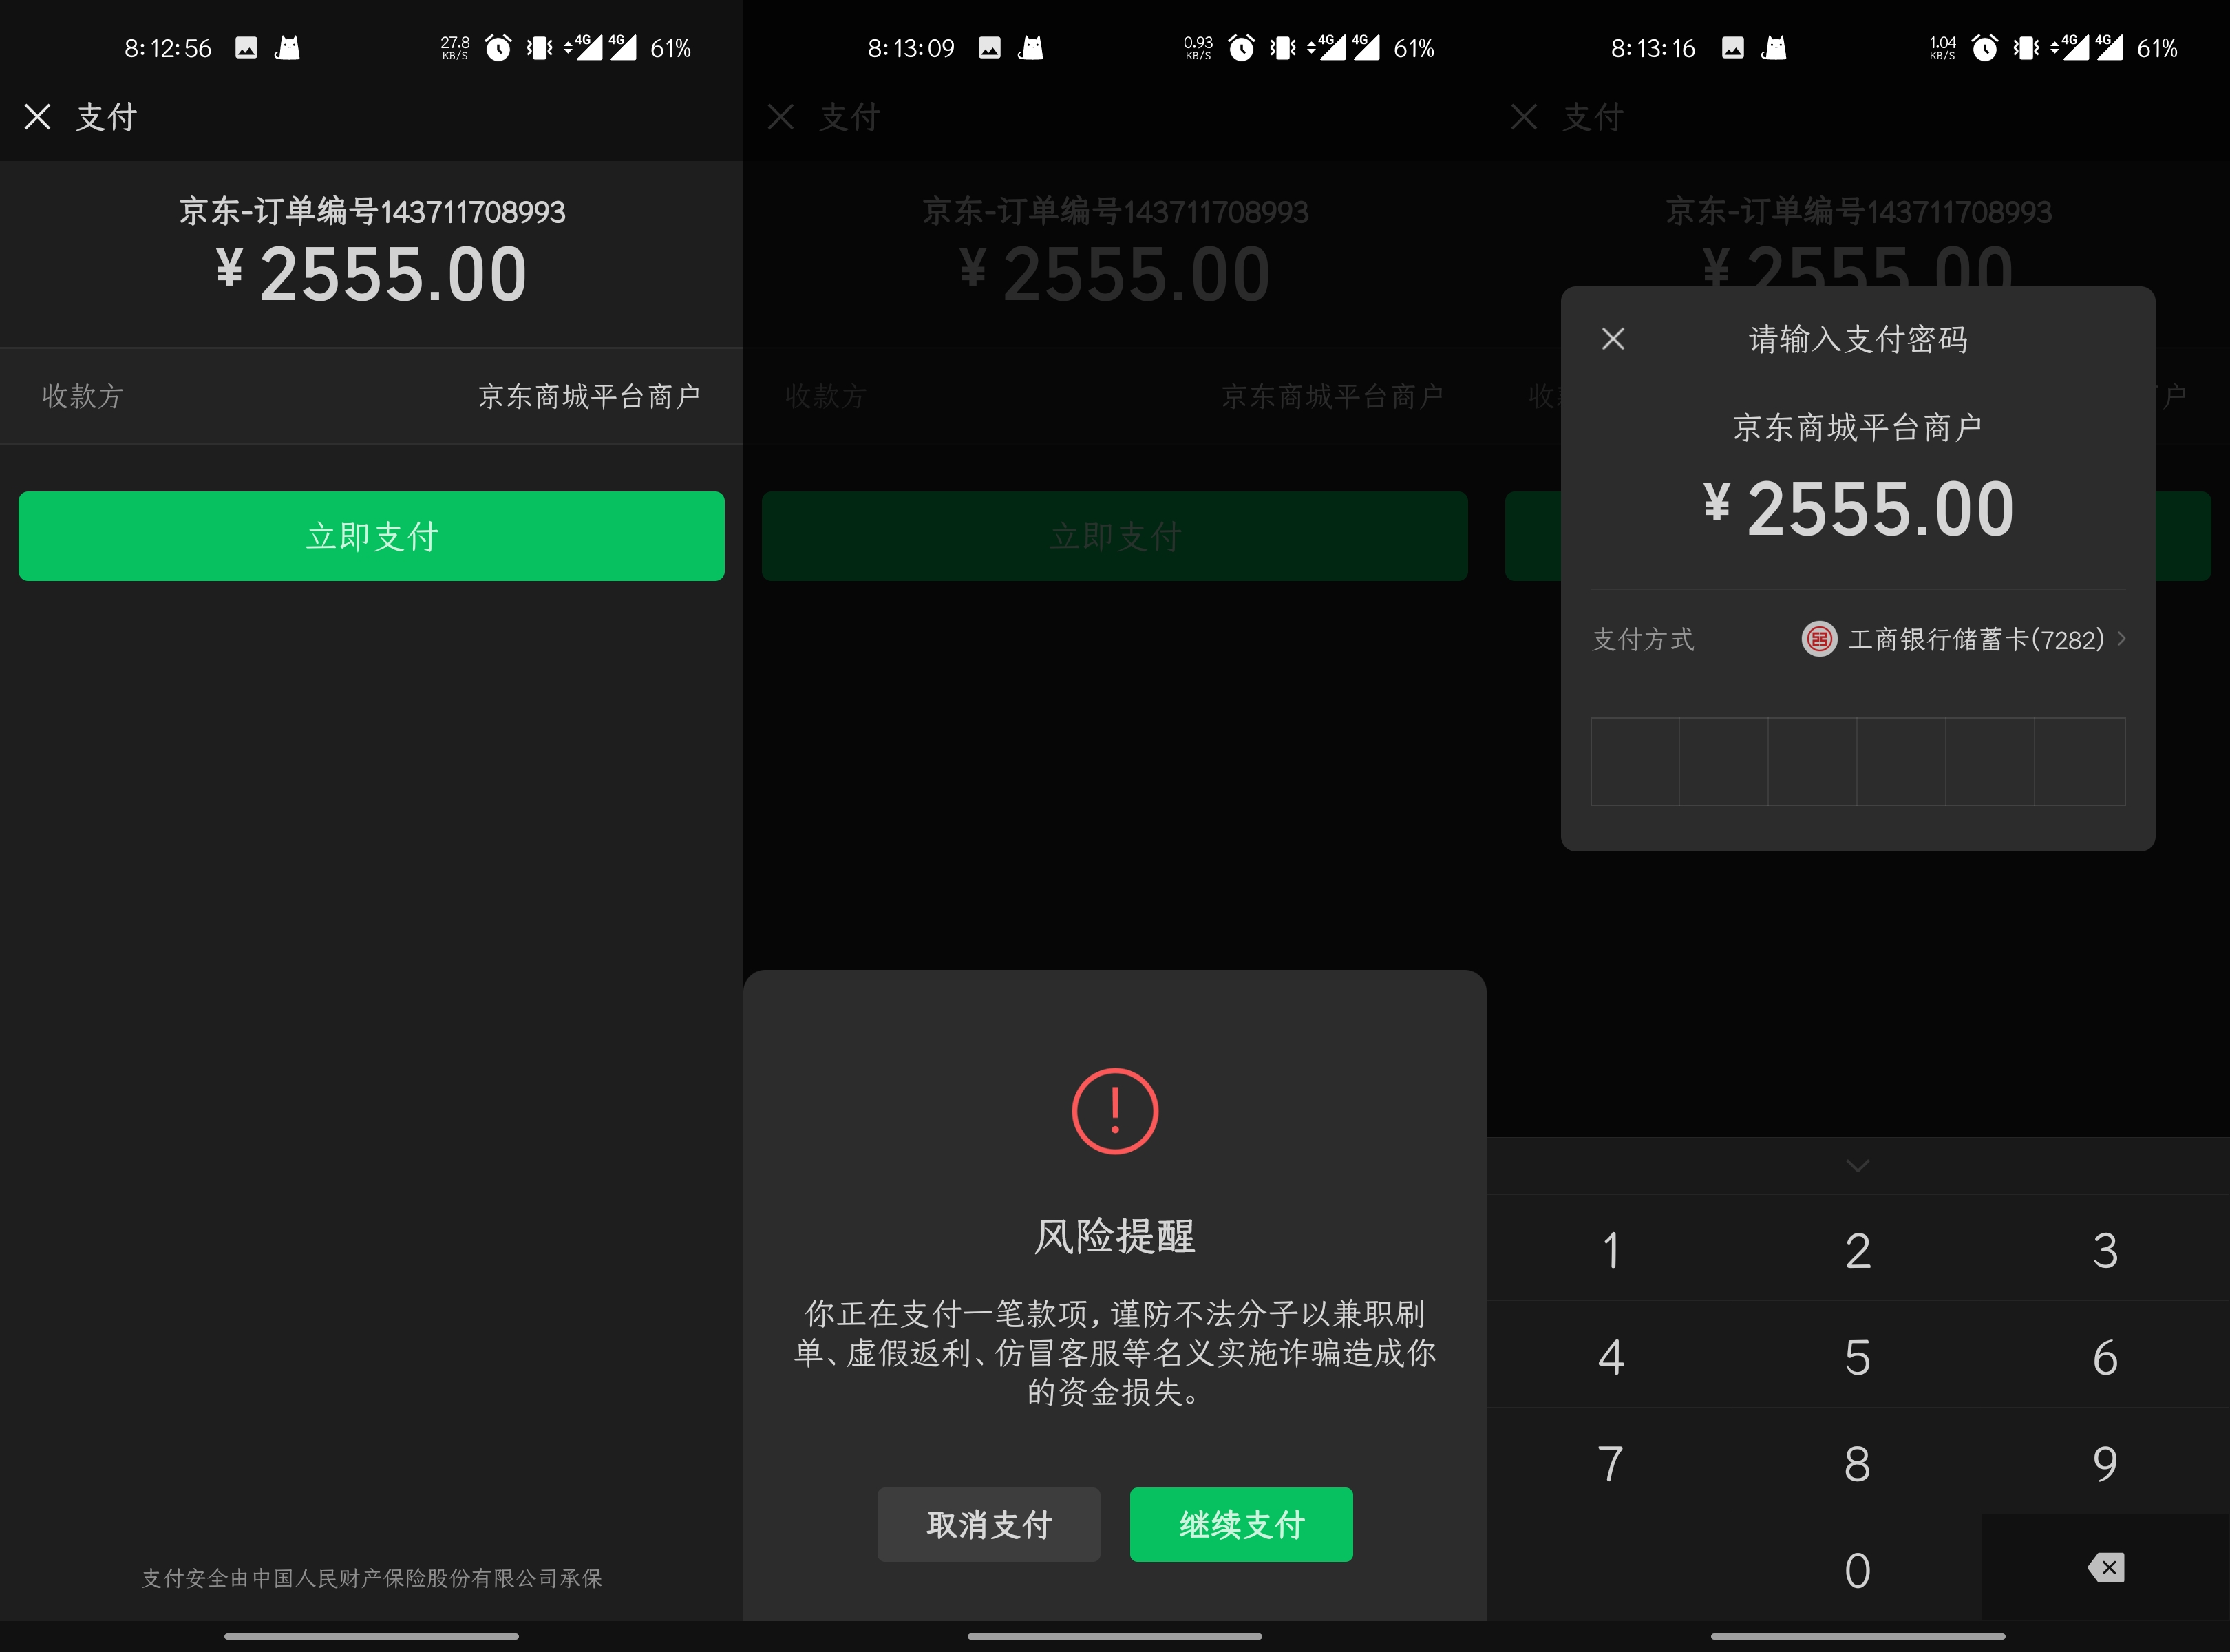 8:12:56
27.8
KB/S
4G
4G
61%
支付
京东-订单编号143711708993
¥2555.00
收款方
京东商城平台商户
立即支付
支付安全由中国人民财产保险股份有限公司承保
8:13:09
0.93
KB/S
4G
4G
61%
支付
京东-订单编号143711708993
¥2555.00
收款方
京东商城平台商户
立即支付
风险提醒
你正在支付一笔款项,谨防不法分子以兼职刷
单、虚假返利、仿冒客服等名义实施诈骗造成你
的资金损失。
取消支付
继续支付
8:13:16
1.04
KB/S
4G
4G
61%
支付
京东-订单编号143711708993
¥2555.00
收
户
请输入支付密码
京东商城平台商户
¥2555.00
支付方式
工商银行储蓄卡(7282)
1
2
3
4
5
6
7
8
9
0